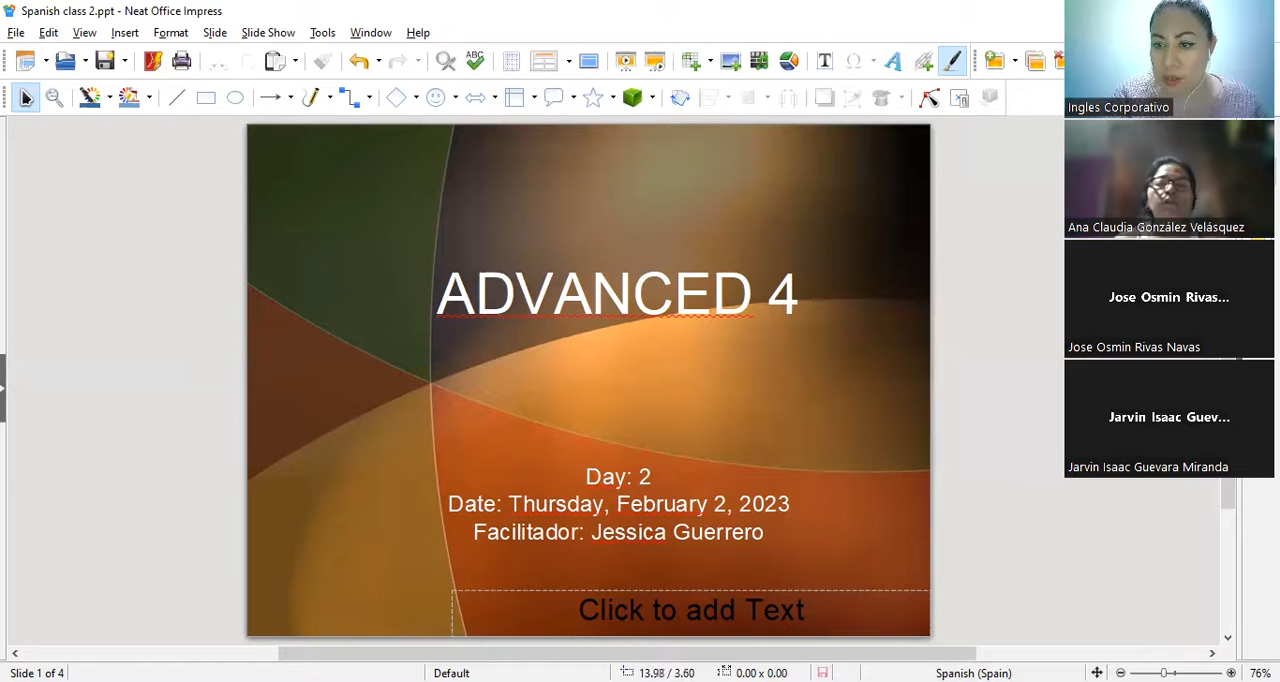 Spanish class 2.ppt - Neat Office Impress
File Edit View Insert Format Slide Slide Show Tools Window Help
Ingles Corporativo
Ana Claudia González Velásquez
ADVANCED 4
Jose Osmin Rivas...
Jose Osmin Rivas Navas
Jarvin Isaac Guev...
Jarvin Isaac Guevara Miranda
Day: 2
Date: Thursday, February 2, 2023
Facilitador: Jessica Guerrero
Click to add Text
Slide 1 of 4 Default 13.98 / 3.60 0.00 x 0.00 Spanish (Spain) 76%